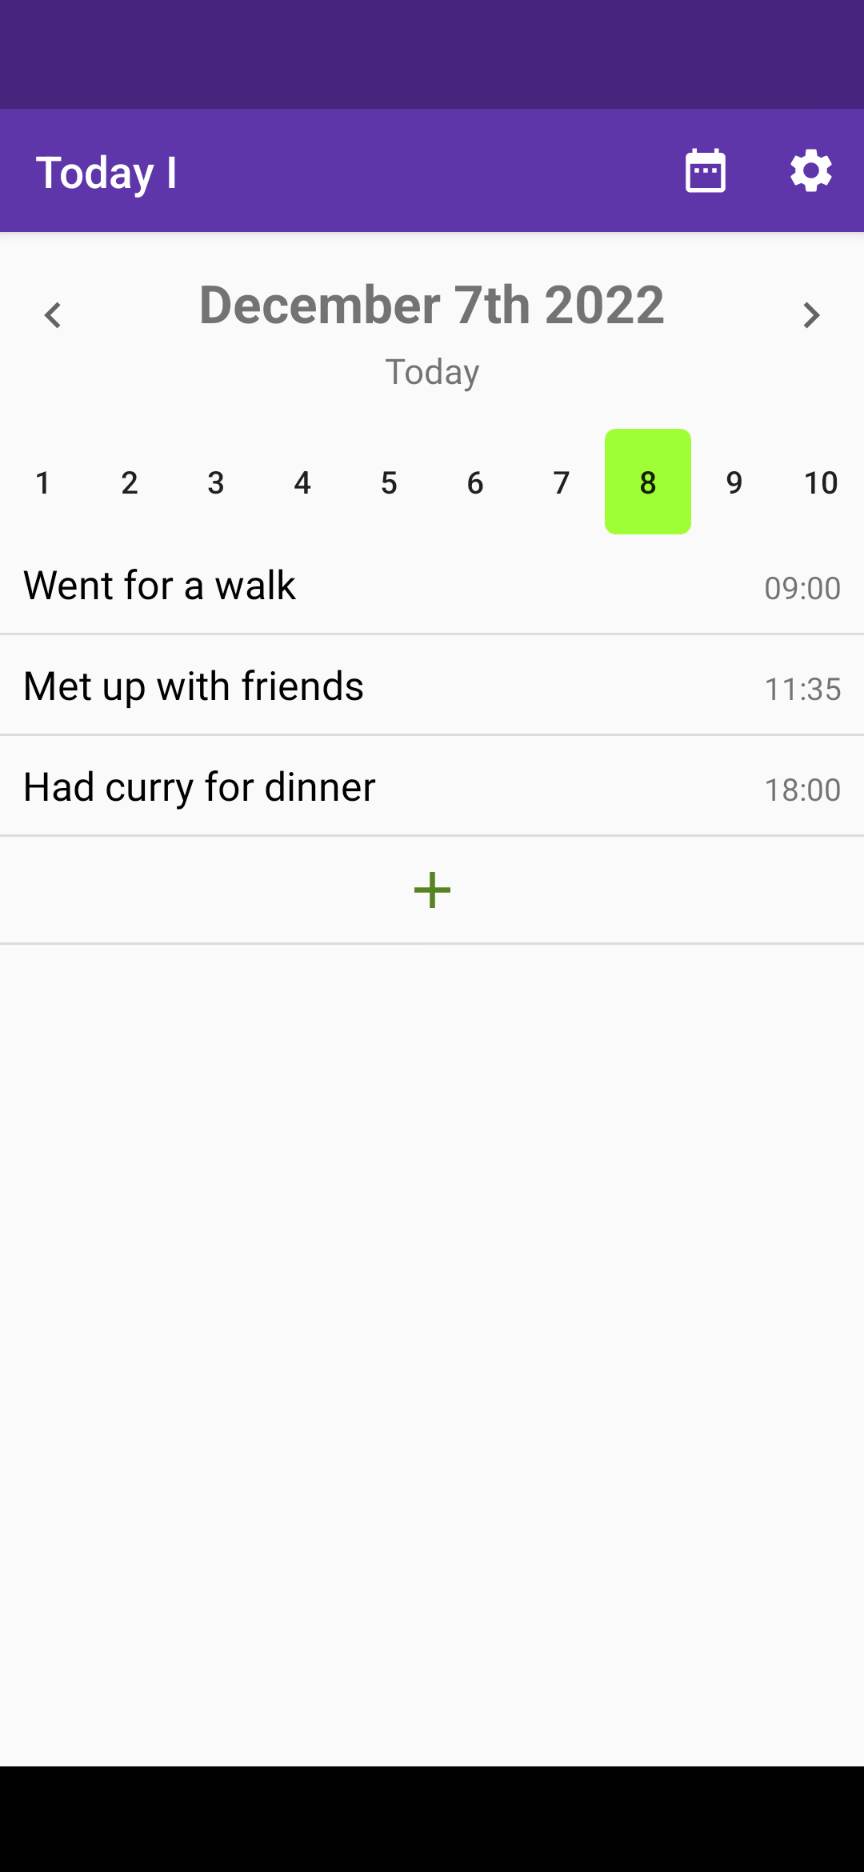 Today I
December 7th 2022
Today
1 2 3 4 5 6 7 8 9 10
Went for a walk 09:00
Met up with friends 11:35
Had curry for dinner 18:00